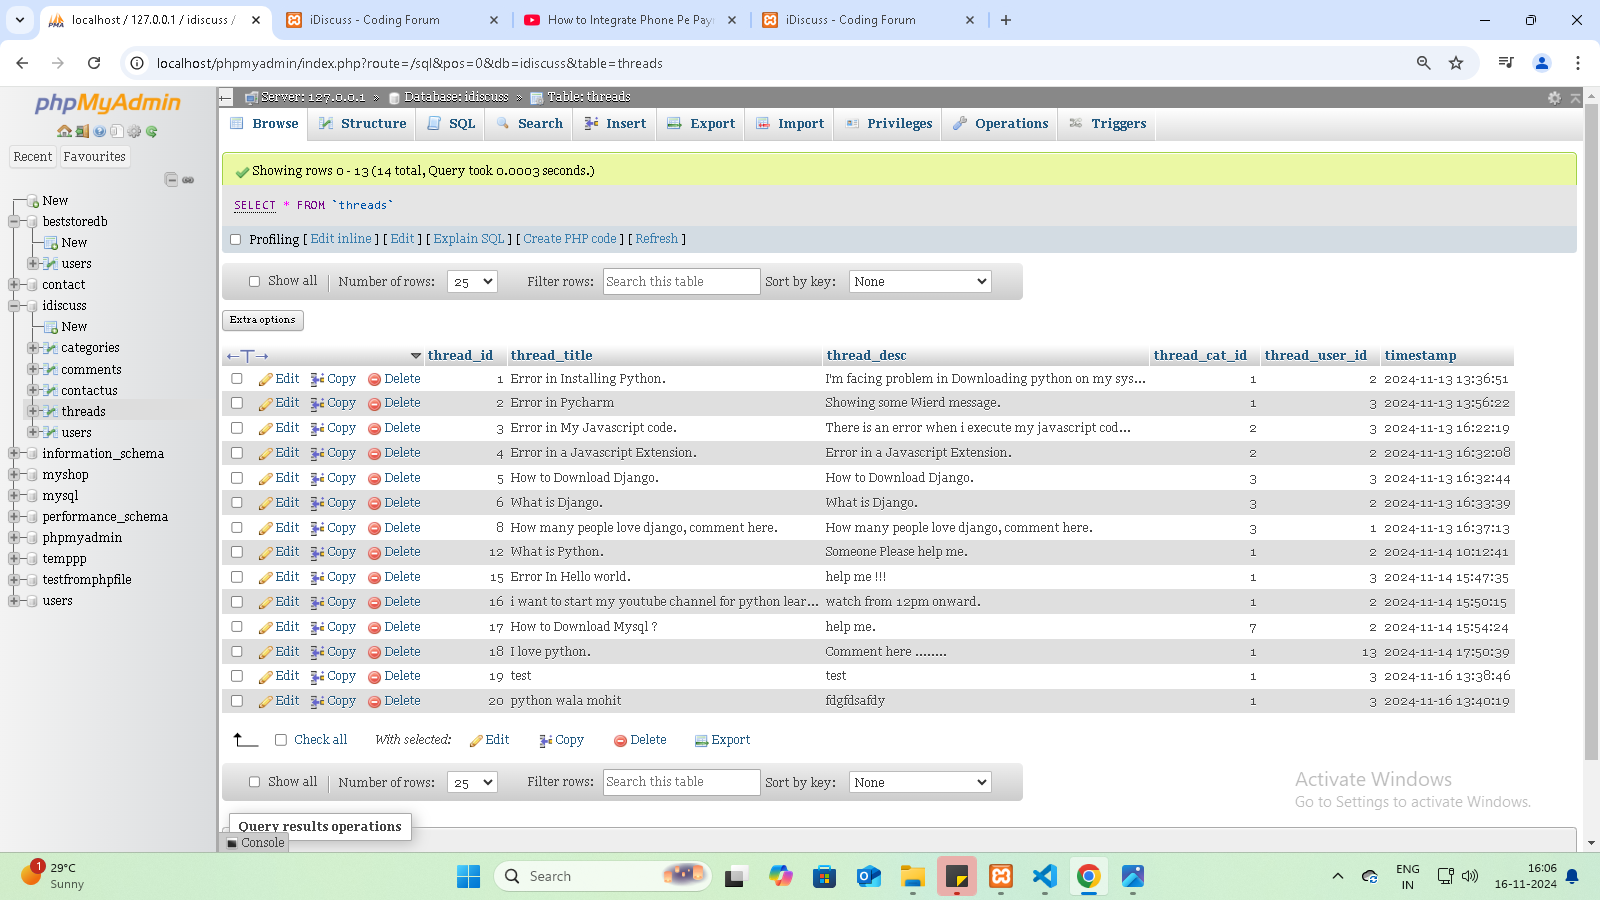 localhost / 127.0.0.1 / idiscuss /
iDiscuss - Coding Forum
How to Integrate Phone Pe Pay
iDiscuss - Coding Forum
localhost/phpmyadmin/index.php?route=/sql&pos=0&db=idiscuss&table=threads
phpMyAdmin
Recent
Favourites
New
beststoredb
New
users
contact
idiscuss
New
categories
comments
contactus
threads
users
information_schema
myshop
mysql
performance_schema
phpmyadmin
temppp
testfromphpfile
users
Server: 127.0.0.1 » Database: idiscuss » Table: threads
Browse Structure SQL Search Insert Export Import Privileges Operations Triggers
Showing rows 0 - 13 (14 total, Query took 0.0003 seconds.)
SELECT * FROM `threads`
Profiling [ Edit inline ] [ Edit ] [ Explain SQL ] [ Create PHP code ] [ Refresh ]
Show all Number of rows: 25 Filter rows: Search this table Sort by key: None
Extra options
←T→ thread_id thread_title thread_desc thread_cat_id thread_user_id timestamp
Edit Copy Delete 1 Error in Installing Python. I'm facing problem in Downloading python on my sys... 1 2 2024-11-13 13:36:51
Edit Copy Delete 2 Error in Pycharm Showing some Wierd message. 1 3 2024-11-13 13:56:22
Edit Copy Delete 3 Error in My Javascript code. There is an error when i execute my javascript cod... 2 3 2024-11-13 16:22:19
Edit Copy Delete 4 Error in a Javascript Extension. Error in a Javascript Extension. 2 2 2024-11-13 16:32:08
Edit Copy Delete 5 How to Download Django. How to Download Django. 3 3 2024-11-13 16:32:44
Edit Copy Delete 6 What is Django. What is Django. 3 2 2024-11-13 16:33:39
Edit Copy Delete 8 How many people love django, comment here. How many people love django, comment here. 3 1 2024-11-13 16:37:13
Edit Copy Delete 12 What is Python. Someone Please help me. 1 2 2024-11-14 10:12:41
Edit Copy Delete 15 Error In Hello world. help me !!! 1 3 2024-11-14 15:47:35
Edit Copy Delete 16 i want to start my youtube channel for python lear... watch from 12pm onward. 1 2 2024-11-14 15:50:15
Edit Copy Delete 17 How to Download Mysql ? help me. 7 2 2024-11-14 15:54:24
Edit Copy Delete 18 I love python. Comment here ........ 1 13 2024-11-14 17:50:39
Edit Copy Delete 19 test test 1 3 2024-11-16 13:38:46
Edit Copy Delete 20 python wala mohit fdgfdsafdy 1 3 2024-11-16 13:40:19
Check all With selected: Edit Copy Delete Export
Show all Number of rows: 25 Filter rows: Search this table Sort by key: None
Query results operations
Console
Activate Windows
Go to Settings to activate Windows.
1
29°C
Sunny
Search
ENG
IN
16:06
16-11-2024